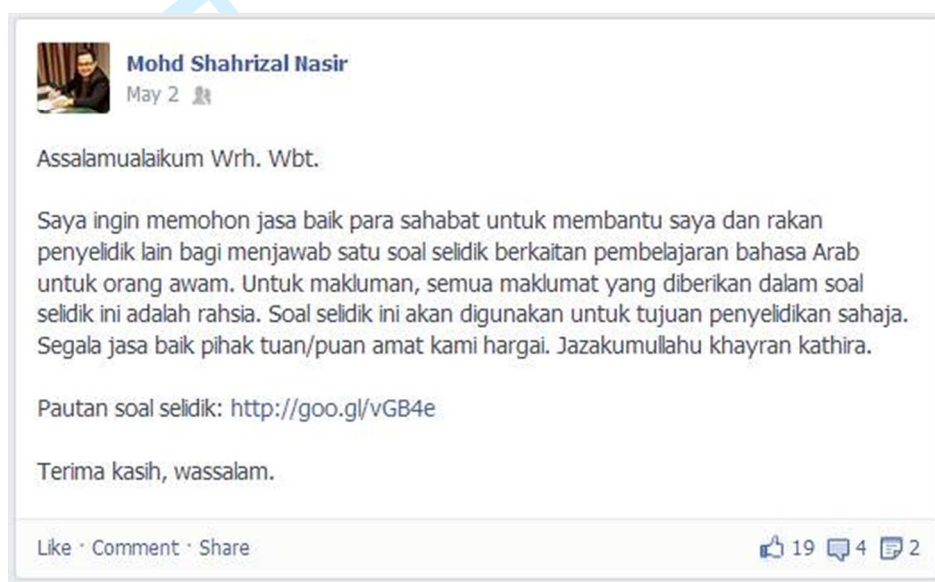 Mohd Shahrizal Nasir
May 2
Assalamualaikum Wrh. Wbt.
Saya ingin memohon jasa baik para sahabat untuk membantu saya dan rakan
penyelidik lain bagi menjawab satu soal selidik berkaitan pembelajaran bahasa Arab
untuk orang awam. Untuk makluman, semua maklumat yang diberikan dalam soal
selidik ini adalah rahsia. Soal selidik ini akan digunakan untuk tujuan penyelidikan sahaja.
Segala jasa baik pihak tuan/puan amat kami hargai. Jazakumullahu khayran kathira.
Pautan soal selidik: http://goo.gl/vGB4e
Terima kasih, wassalam.
Like · Comment · Share 19 4 2